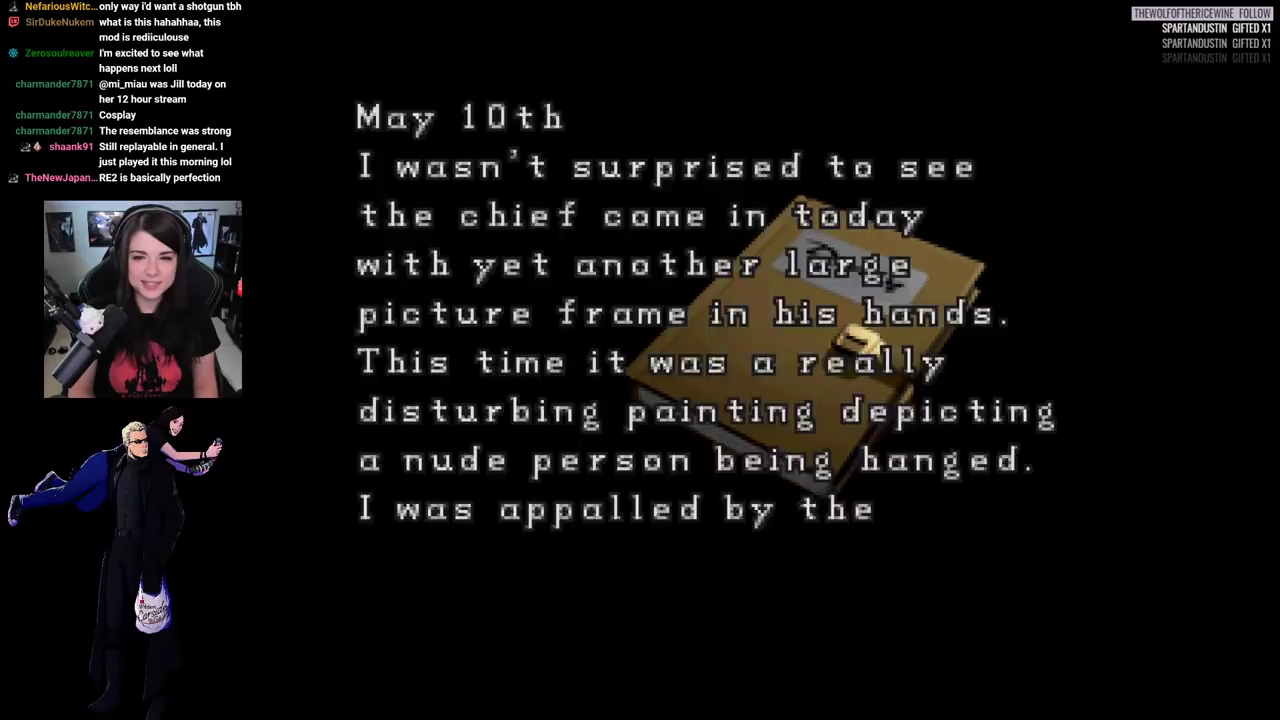 NefariousWitc... only way i'd want a shotgun tbh
SirDukeNukem what is this hahahhaa, this
mod is rediiculouse
Zerosoulreaver I'm excited to see what
happens next loll
charmander7871 @mi_miau was Jill today on
her 12 hour stream
charmander7871 Cosplay
charmander7871 The resemblance was strong
shaank91 Still replayable in general. I
just played it this morning lol
TheNewJapan... RE2 is basically perfection
THEWOLFOFTHERICEWINE FOLLOW
SPARTANDUSTIN GIFTED X1
SPARTANDUSTIN GIFTED X1
SPARTANDUSTIN GIFTED X1
May 10th
I wasn't surprised to see
the chief come in today
with yet another large
picture frame in his hands.
This time it was a really
disturbing painting depicting
a nude person being hanged.
I was appalled by the